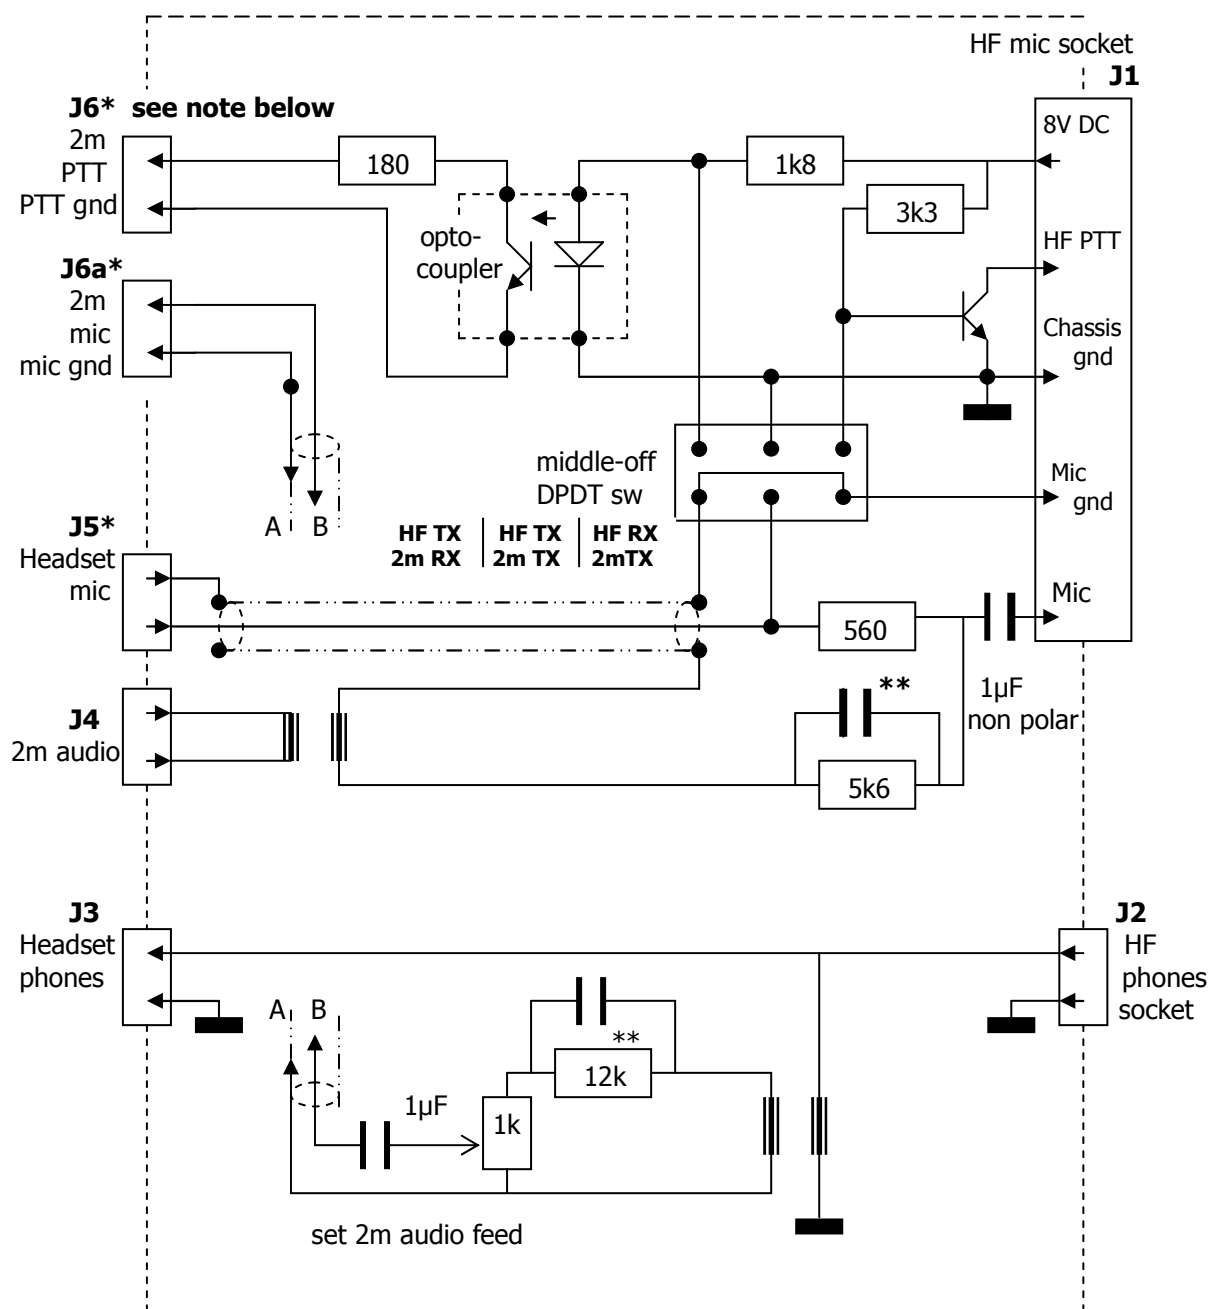 HF mic socket
J1
J6* see note below
2m
PTT
PTT gnd
180
1k8
8V DC
3k3
opto-
coupler
HF PTT
J6a*
2m
mic
mic gnd
Chassis
gnd
middle-off
DPDT sw
Mic
gnd
A B
HF TX
2m RX
HF TX
2m TX
HF RX
2mTX
J5*
Headset
mic
560
Mic
**
1µF
non polar
J4
2m audio
5k6
J3
Headset
phones
J2
HF
phones
socket
A B
**
12k
1µF
1k
set 2m audio feed